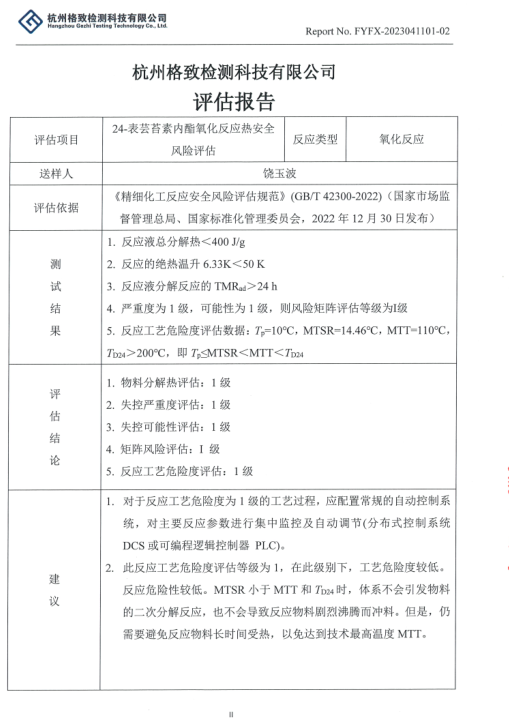 杭州格致检测科技有限公司
Hangzhou Gezhi Testing Technology Co., Ltd.
Report No. FYFX-2023041101-02
杭州格致检测科技有限公司
评估报告
评估项目
24-表芸苔素内酯氧化反应热安全
风险评估
反应类型
氧化反应
送样人
饶玉波
评估依据
《精细化工反应安全风险评估规范》(GB/T 42300-2022)（国家市场监
督管理总局、国家标准化管理委员会，2022 年 12 月 30 日发布）
测
试
结
果
1. 反应液总分解热＜400 J/g
2. 反应的绝热温升 6.33K＜50 K
3. 反应液分解反应的 TMRad＞24 h
4. 严重度为 1 级，可能性为 1 级，则风险矩阵评估等级为I级
5. 反应工艺危险度评估数据：Tp=10℃，MTSR=14.46℃，MTT=110℃，
TD24＞200℃，即 Tp≤MTSR＜MTT＜TD24
评
估
结
论
1. 物料分解热评估：1 级
2. 失控严重度评估：1 级
3. 失控可能性评估：1 级
4. 矩阵风险评估：I 级
5. 反应工艺危险度评估：1 级
建
议
1. 对于反应工艺危险度为 1 级的工艺过程，应配置常规的自动控制系
统，对主要反应参数进行集中监控及自动调节(分布式控制系统
DCS 或可编程逻辑控制器 PLC)。
2. 此反应工艺危险度评估等级为 1，在此级别下，工艺危险度较低。
反应危险性较低。MTSR 小于 MTT 和 TD24 时，体系不会引发物料
的二次分解反应，也不会导致反应物料剧烈沸腾而冲料。但是，仍
需要避免反应物料长时间受热，以免达到技术最高温度 MTT。
II